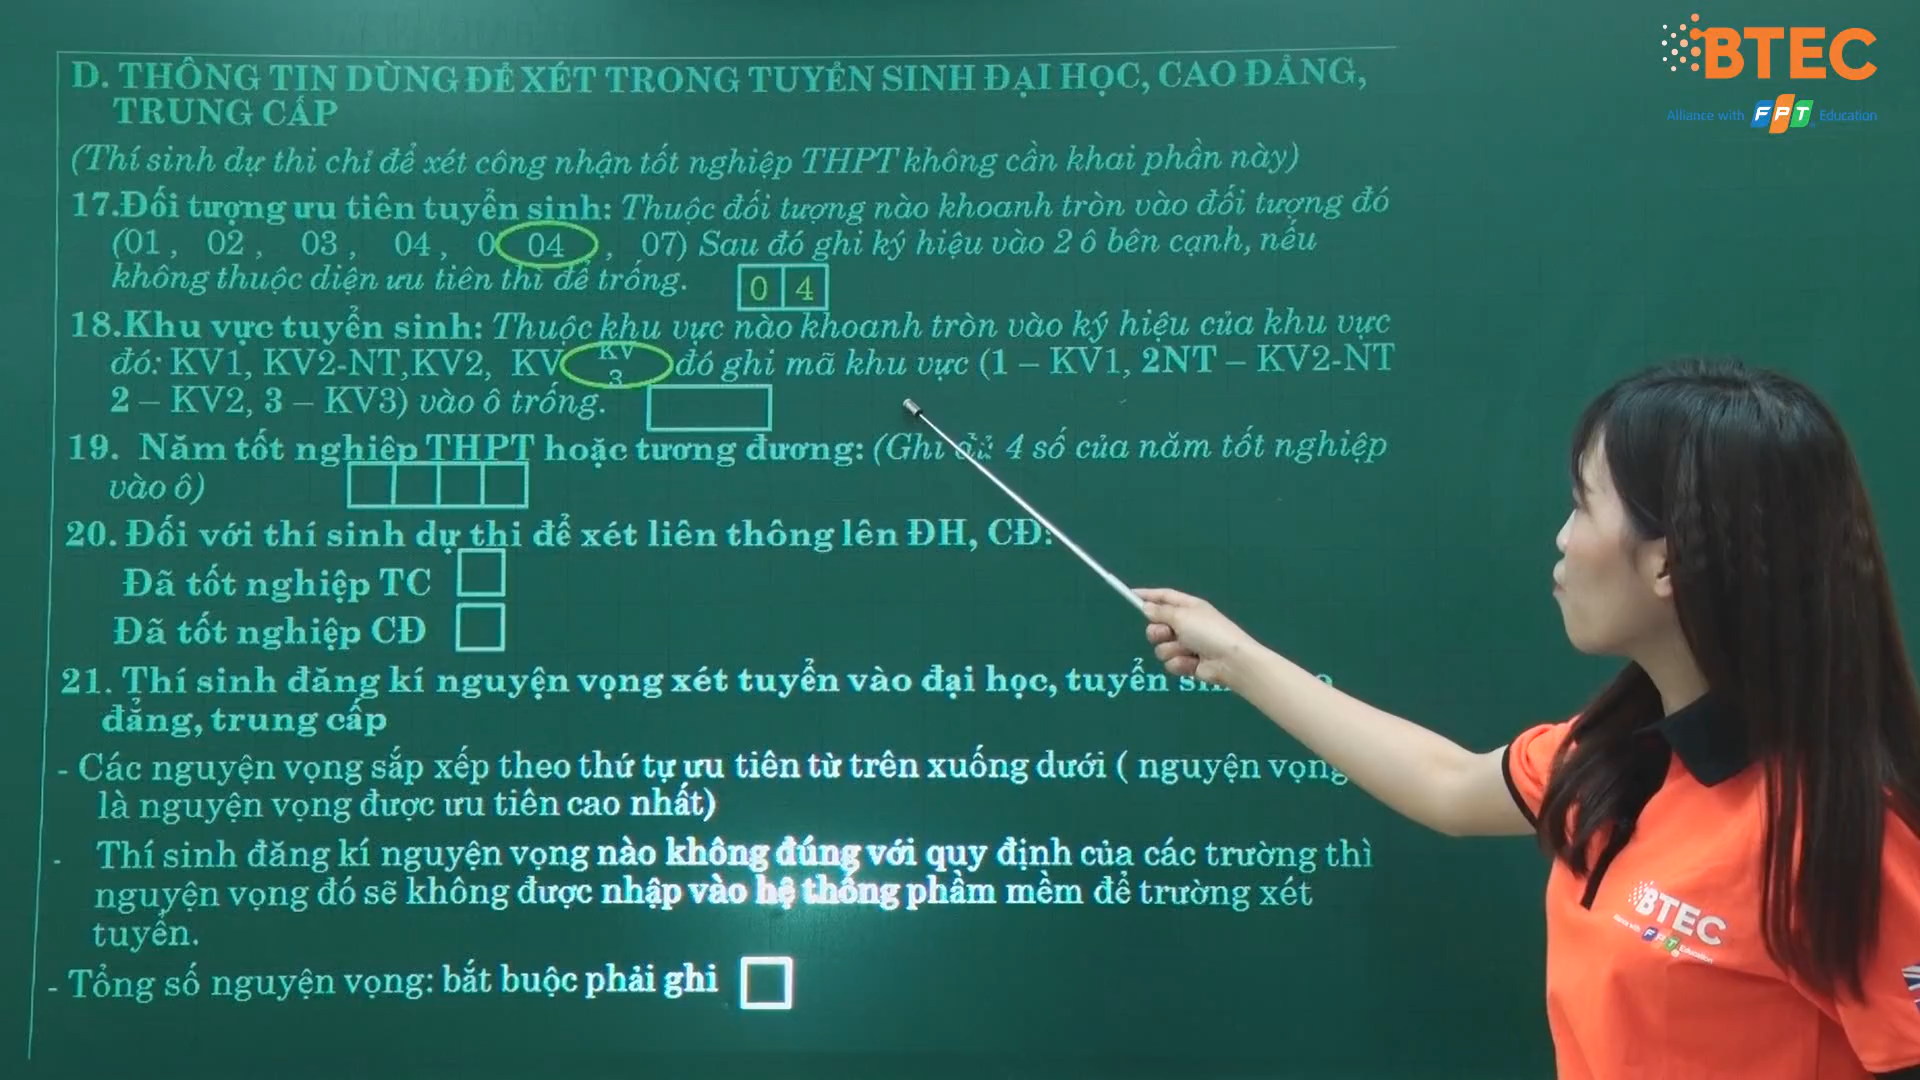 BTEC
Alliance with FPT Education
D. THÔNG TIN DÙNG ĐỂ XÉT TRONG TUYỂN SINH ĐẠI HỌC, CAO ĐẲNG,
TRUNG CẤP
(Thí sinh dự thi chỉ để xét công nhận tốt nghiệp THPT không cần khai phần này)
17.Đối tượng ưu tiên tuyển sinh: Thuộc đối tượng nào khoanh tròn vào đối tượng đó
(01 , 02 , 03 , 04 , 0 04 , 07) Sau đó ghi ký hiệu vào 2 ô bên cạnh, nếu
không thuộc diện ưu tiên thì để trống. 0 4
18.Khu vực tuyển sinh: Thuộc khu vực nào khoanh tròn vào ký hiệu của khu vực
đó: KV1, KV2-NT,KV2, KV KV 3 đó ghi mã khu vực (1 – KV1, 2NT – KV2-NT
2 – KV2, 3 – KV3) vào ô trống.
19. Năm tốt nghiệp THPT hoặc tương đương: (Ghi 4 số của năm tốt nghiệp
vào ô)
20. Đối với thí sinh dự thi để xét liên thông lên ĐH, CĐ:
Đã tốt nghiệp TC
Đã tốt nghiệp CĐ
21. Thí sinh đăng kí nguyện vọng xét tuyển vào đại học, tuyển
đẳng, trung cấp
- Các nguyện vọng sắp xếp theo thứ tự ưu tiên từ trên xuống dưới ( nguyện vọng
là nguyện vọng được ưu tiên cao nhất)
- Thí sinh đăng kí nguyện vọng nào không đúng với quy định của các trường thì
nguyện vọng đó sẽ không được nhập vào hệ thống phầm mềm để trường xét
tuyển.
- Tổng số nguyện vọng: bắt buộc phải ghi
BTEC
Alliance with FPT Education